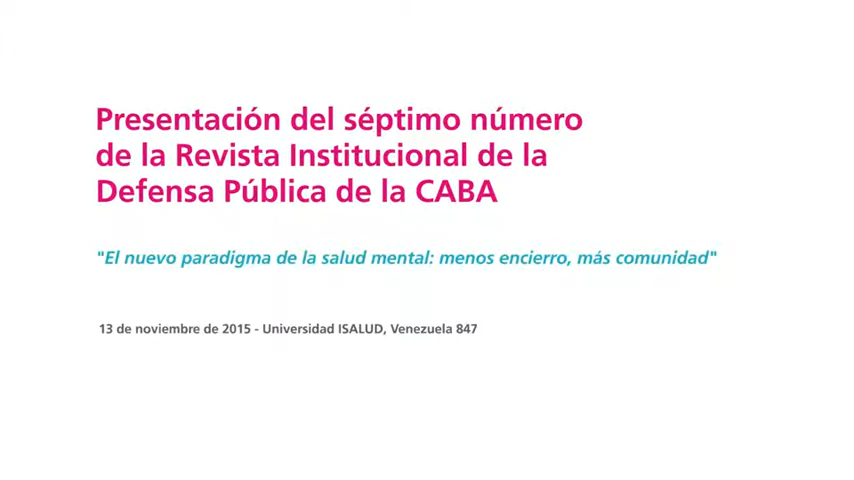 Presentación del séptimo número
de la Revista Institucional de la
Defensa Pública de la CABA
"El nuevo paradigma de la salud mental: menos encierro, más comunidad"
13 de noviembre de 2015 - Universidad ISALUD, Venezuela 847